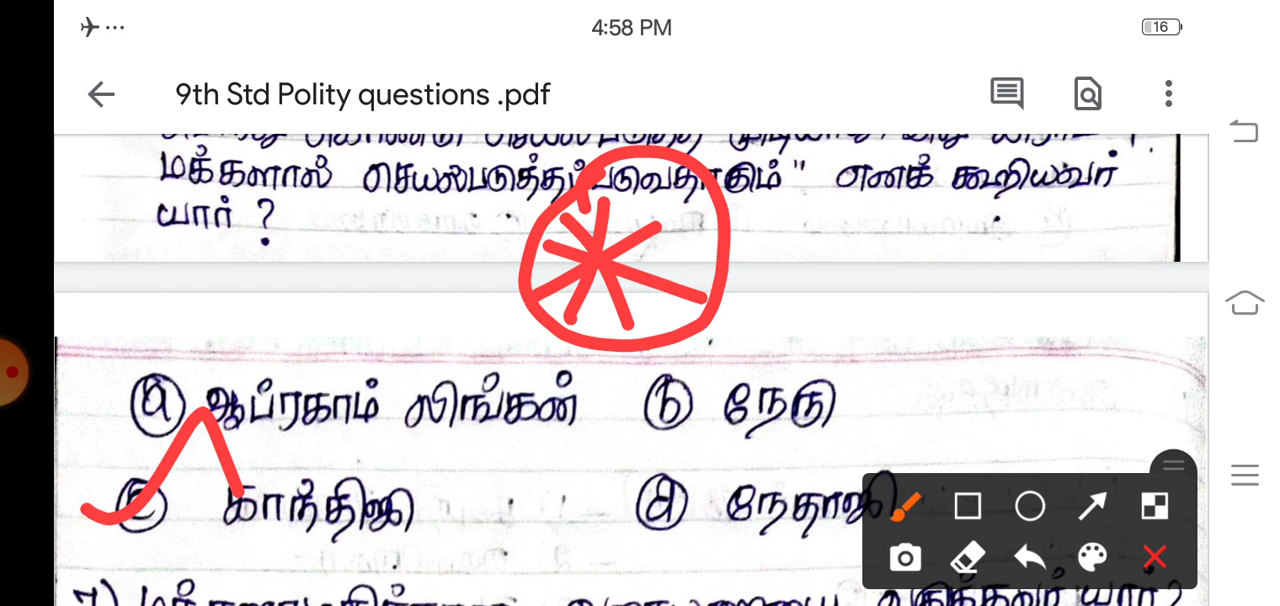 4:58 PM
16
9th Std Polity questions .pdf
மக்களால் செயல்படுத்தப்படுவதாகும்" எனக் கூறியவர்
யார் ?
a ஆப்ரகாம் லிங்கன் b நேரு
c காந்திஜி d நேதாஜி
7)